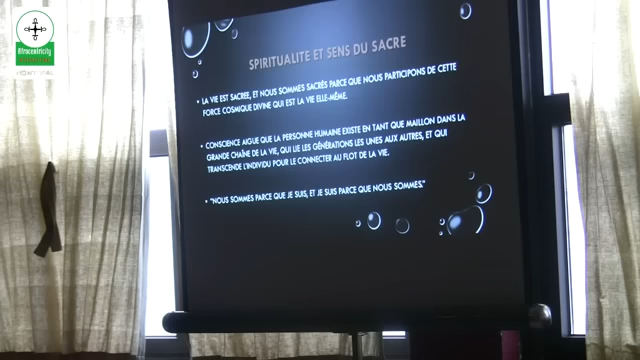 Afrocentricity
SPIRITUALITE ET SENS DU SACRE
• LA VIE EST SACREE, ET NOUS SOMMES SACRÉS PARCE QUE NOUS PARTICIPONS DE CETTE
FORCE COSMIQUE DIVINE QUI EST LA VIE ELLE-MÊME.
• CONSCIENCE AIGUE QUE LA PERSONNE HUMAINE EXISTE EN TANT QUE MAILLON DANS LA
GRANDE CHAÎNE DE LA VIE, QUI LIE LES GÉNÉRATIONS LES UNES AUX AUTRES, ET QUI
TRANSCENDE L'INDIVIDU POUR LE CONNECTER AU FLOT DE LA VIE.
• "NOUS SOMMES PARCE QUE JE SUIS, ET JE SUIS PARCE QUE NOUS SOMMES."